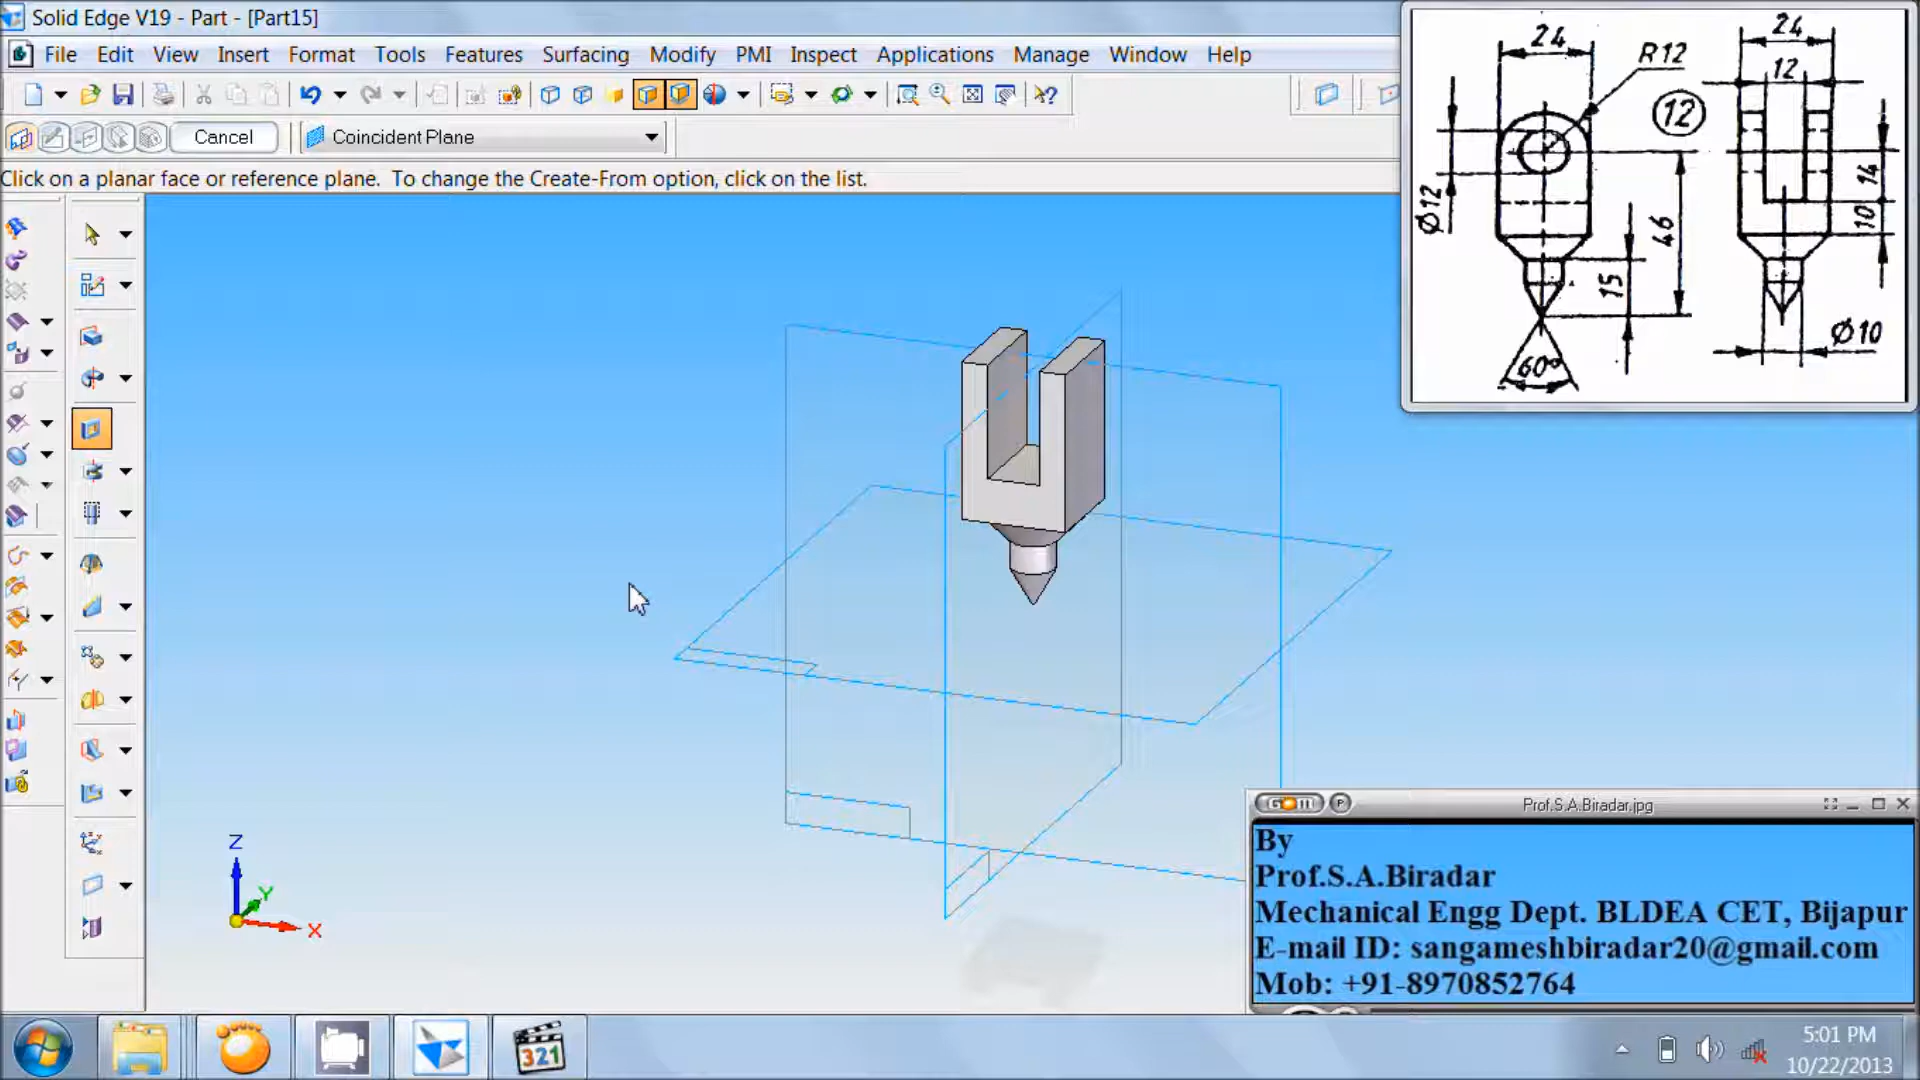 Solid Edge V19 - Part - [Part15]
File Edit View Insert Format Tools Features Surfacing Modify PMI Inspect Applications Manage Window Help
Cancel
Coincident Plane
Click on a planar face or reference plane.  To change the Create-From option, click on the list.
24
R12
12
Ø12
46
15
60°
24
12
14
10
Ø10
Z
Y
X
GOM
P
Prof.S.A.Biradar.jpg
By
Prof.S.A.Biradar
Mechanical Engg Dept. BLDEA CET, Bijapur
E-mail ID: sangameshbiradar20@gmail.com
Mob: +91-8970852764
321
5:01 PM
10/22/2013